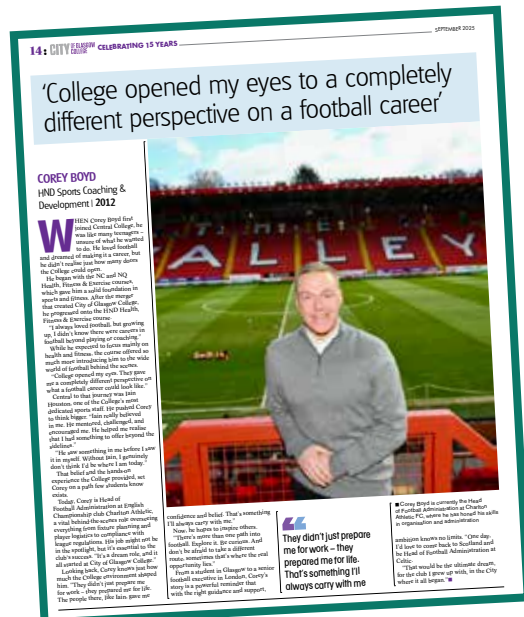 14: CITY OF GLASGOW COLLEGE CELEBRATING 15 YEARS
SEPTEMBER 2025
‘College opened my eyes to a completely
different perspective on a football career’
COREY BOYD
HND Sports Coaching &
Development | 2012
WHEN Corey Boyd first
joined Central College, he
was like many teenagers –
unsure of what he wanted
to do. He loved football
and dreamed of making it a career, but
he didn't realise just how many doors
the College could open.
He began with the NC and NQ
Health, Fitness & Exercise courses,
which gave him a solid foundation in
sports and fitness. After the merger
that created City of Glasgow College,
he progressed onto the HND Health,
Fitness & Exercise course.
"I always loved football, but growing
up, I didn't know there were careers in
football beyond playing or coaching."
While he expected to focus mainly on
health and fitness, the course offered so
much more introducing him to the wide
world of football behind the scenes.
"College opened my eyes. They gave
me a completely different perspective on
what a football career could look like."
Central to that journey was Iain
Houston, one of the College's most
dedicated sports staff. He pushed Corey
to think bigger. "Iain really believed
in me. He mentored, challenged, and
encouraged me. He helped me realise
that I had something to offer beyond the
sidelines."
"He saw something in me before I saw
it in myself. Without Iain, I genuinely
don't think I'd be where I am today."
That belief and the hands-on
experience the College provided, set
Corey on a path few students know
exists.
Today, Corey is Head of
Football Administration at English
Championship club Charlton Athletic,
a vital behind-the-scenes role overseeing
everything from fixture planning and
player logistics to compliance with
league regulations. His job might not be
in the spotlight, but it's essential to the
club's success. "It's a dream role, and it
all started at City of Glasgow College."
Looking back, Corey knows just how
much the College environment shaped
him. "They didn't just prepare me
for work – they prepared me for life.
The people there, like Iain, gave me
confidence and belief. That's something
I'll always carry with me."
Now, he hopes to inspire others.
"There's more than one path into
football. Explore it. Be curious. And
don't be afraid to take a different
route, sometimes that's where the real
opportunity lies."
From a student in Glasgow to a senior
football executive in London, Corey's
story is a powerful reminder that
with the right guidance and support,
They didn't just prepare
me for work – they
prepared me for life.
That's something I'll
always carry with me
■ Corey Boyd is currently the Head
of Football Administration at Charlton
Athletic FC, where he has honed his skills
in organisation and administration
ambition knows no limits. "One day,
I'd love to come back to Scotland and
be Head of Football Administration at
Celtic.
"That would be the ultimate dream,
for the club I grew up with, in the City
where it all began."■
THE
VALLEY